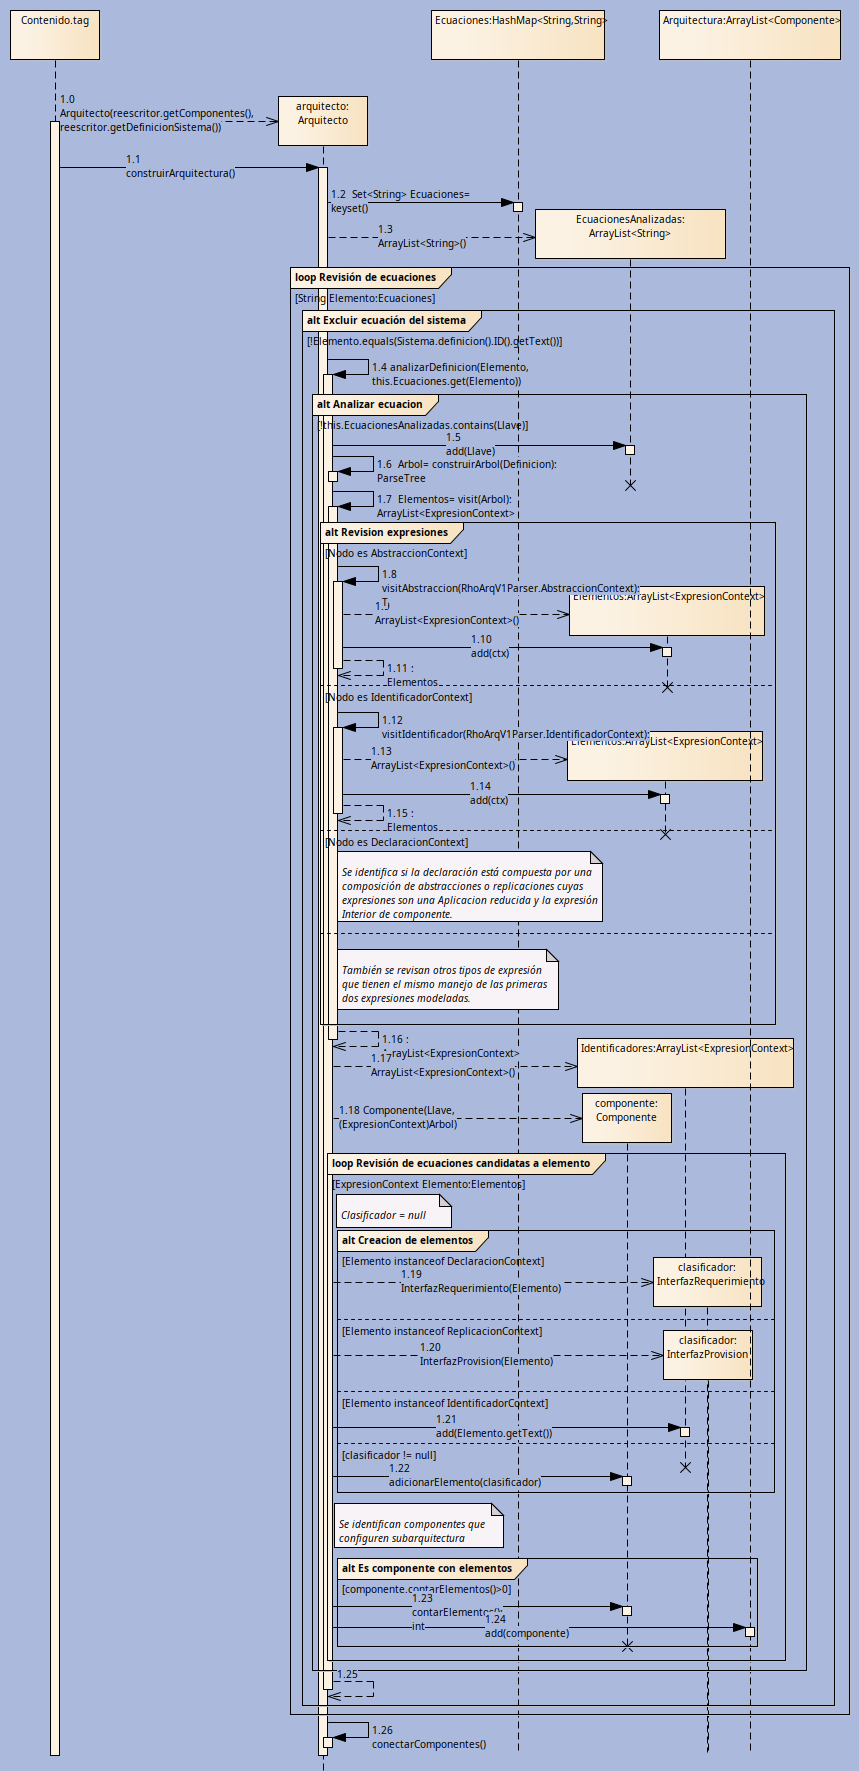 Contenido.tag
Ecuaciones:HashMap<String,String>
Arquitectura:ArrayList<Componente>
1.0
Arquitecto(reescritor.getComponetes(),
reescritor.getDefinicionSistema())
arquitecto:
Arquitecto
1.1
construirArquitectura()
1.2  Set<String> Ecuaciones=
keyset()
EcuacionesAnalizadas:
ArrayList<String>
1.3
ArrayList<String>()
loop Revisión de ecuaciones
[String Elemento:Ecuaciones]
alt Excluir ecuación del sistema
[!Elemento.equals(Sistema.definicion().ID().getText())]
1.4 analizarDefinicion(Elemento,
this.Ecuaciones.get(Elemento))
alt Analizar ecuacion
[!this.EcuacionesAnalizadas.contains(Llave)]
1.5
add(Llave)
1.6  Arbol= construirArbol(Definicion):
ParseTree
1.7  Elementos= visit(Arbol):
ArrayList<ExpresionContext>
alt Revision expresiones
[Nodo es AbstraccionContext]
1.8
visitAbstraccion(RhoArqV1Parser.AbstraccionContext):
T
Elementos:ArrayList<ExpresionContext>
1.9
ArrayList<ExpresionContext>()
1.10
add(ctx)
1.11 :
Elementos
[Nodo es IdentificadorContext]
1.12
visitIdentificador(RhoArqV1Parser.IdentificadorContext):
Elementos:ArrayList<ExpresionContext>
1.13
ArrayList<ExpresionContext>()
1.14
add(ctx)
1.15 :
Elementos
[Nodo es DeclaracionContext]
Se identifica si la declaración está compuesta por una
composición de abstracciones o replicaciones cuyas
expresiones son una Aplicacion reducida y la expresión
Interior de componente.
También se revisan otros tipos de expresión
que tienen el mismo manejo de las primeras
dos expresiones modeladas.
1.16 :
ArrayList<ExpresionContext>
Identificadores:ArrayList<ExpresionContext>
1.17
ArrayList<ExpresionContext>()
componente:
Componente
1.18 Componente(Llave,
(ExpresionContext)Arbol)
loop Revisión de ecuaciones candidatas a elemento
[ExpresionContext Elemento:Elementos]
Clasificador = null
alt Creacion de elementos
[Elemento instanceof DeclaracionContext]
clasificador:
InterfazRequerimiento
1.19
InterfazRequerimiento(Elemento)
[Elemento instanceof ReplicacionContext]
clasificador:
InterfazProvision
1.20
InterfazProvision(Elemento)
[Elemento instanceof IdentificadorContext]
1.21
add(Elemento.getText())
[clasificador != null]
1.22
adicionarElemento(clasificador)
Se identifican componentes que
configuren subarquitectura
alt Es componente con elementos
[componente.contarElementos()>0]
1.23
contarElementos():
int
1.24
add(componente)
1.25
1.26
conectarComponentes()